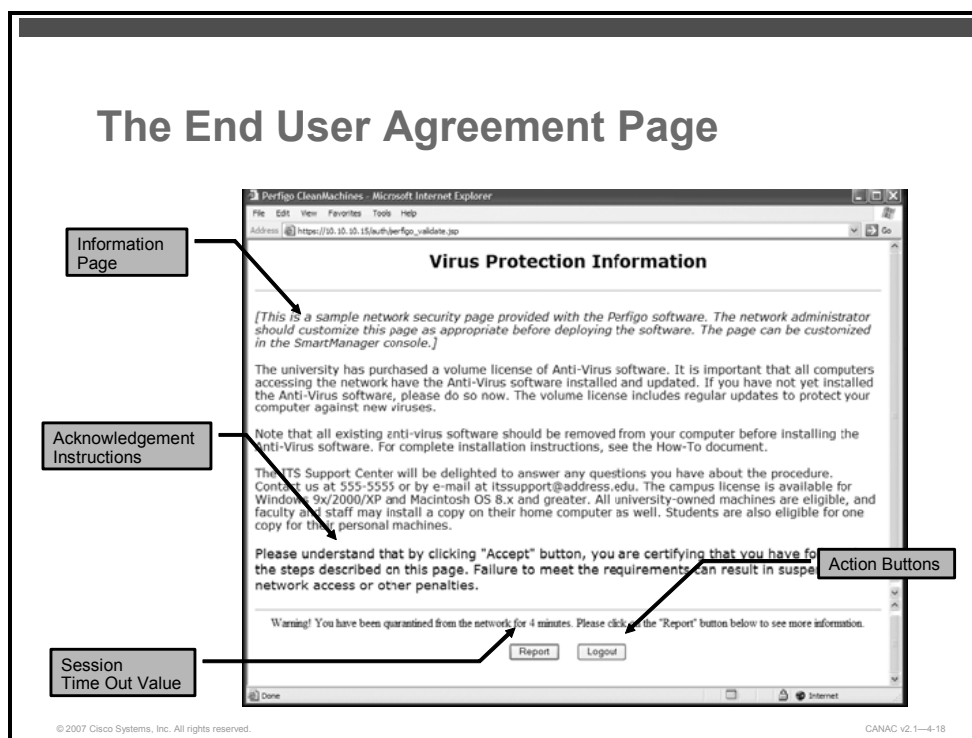 The End User Agreement Page
Perfigo CleanMachines - Microsoft Internet Explorer
File Edit View Favorites Tools Help
Address https://10.10.10.15/auth/perfigo_validate.jsp Go
Information
Page
Virus Protection Information
[This is a sample network security page provided with the Perfigo software. The network administrator
should customize this page as appropriate before deploying the software. The page can be customized
in the SmartManager console.]
The university has purchased a volume license of Anti-Virus software. It is important that all computers
accessing the network have the Anti-Virus software installed and updated. If you have not yet installed
the Anti-Virus software, please do so now. The volume license includes regular updates to protect your
computer against new viruses.
Acknowledgement
Instructions
Note that all existing anti-virus software should be removed from your computer before installing the
Anti-Virus software. For complete installation instructions, see the How-To document.
The ITS Support Center will be delighted to answer any questions you have about the procedure.
Contact us at 555-5555 or by e-mail at itssupport@address.edu. The campus license is available for
Windows 9x/2000/XP and Macintosh OS 8.x and greater. All university-owned machines are eligible, and
faculty and staff may install a copy on their home computer as well. Students are also eligible for one
copy for their personal machines.
Please understand that by clicking "Accept" button, you are certifying that you have
the steps described on this page. Failure to meet the requirements can result in
network access or other penalties.
Action Buttons
Warning! You have been quarantined from the network for 4 minutes. Please click on the "Report" button below to see more information.
Report Logout
Session
Time Out Value
Done Internet
© 2007 Cisco Systems, Inc. All rights reserved. CANAC v2.1—4-18